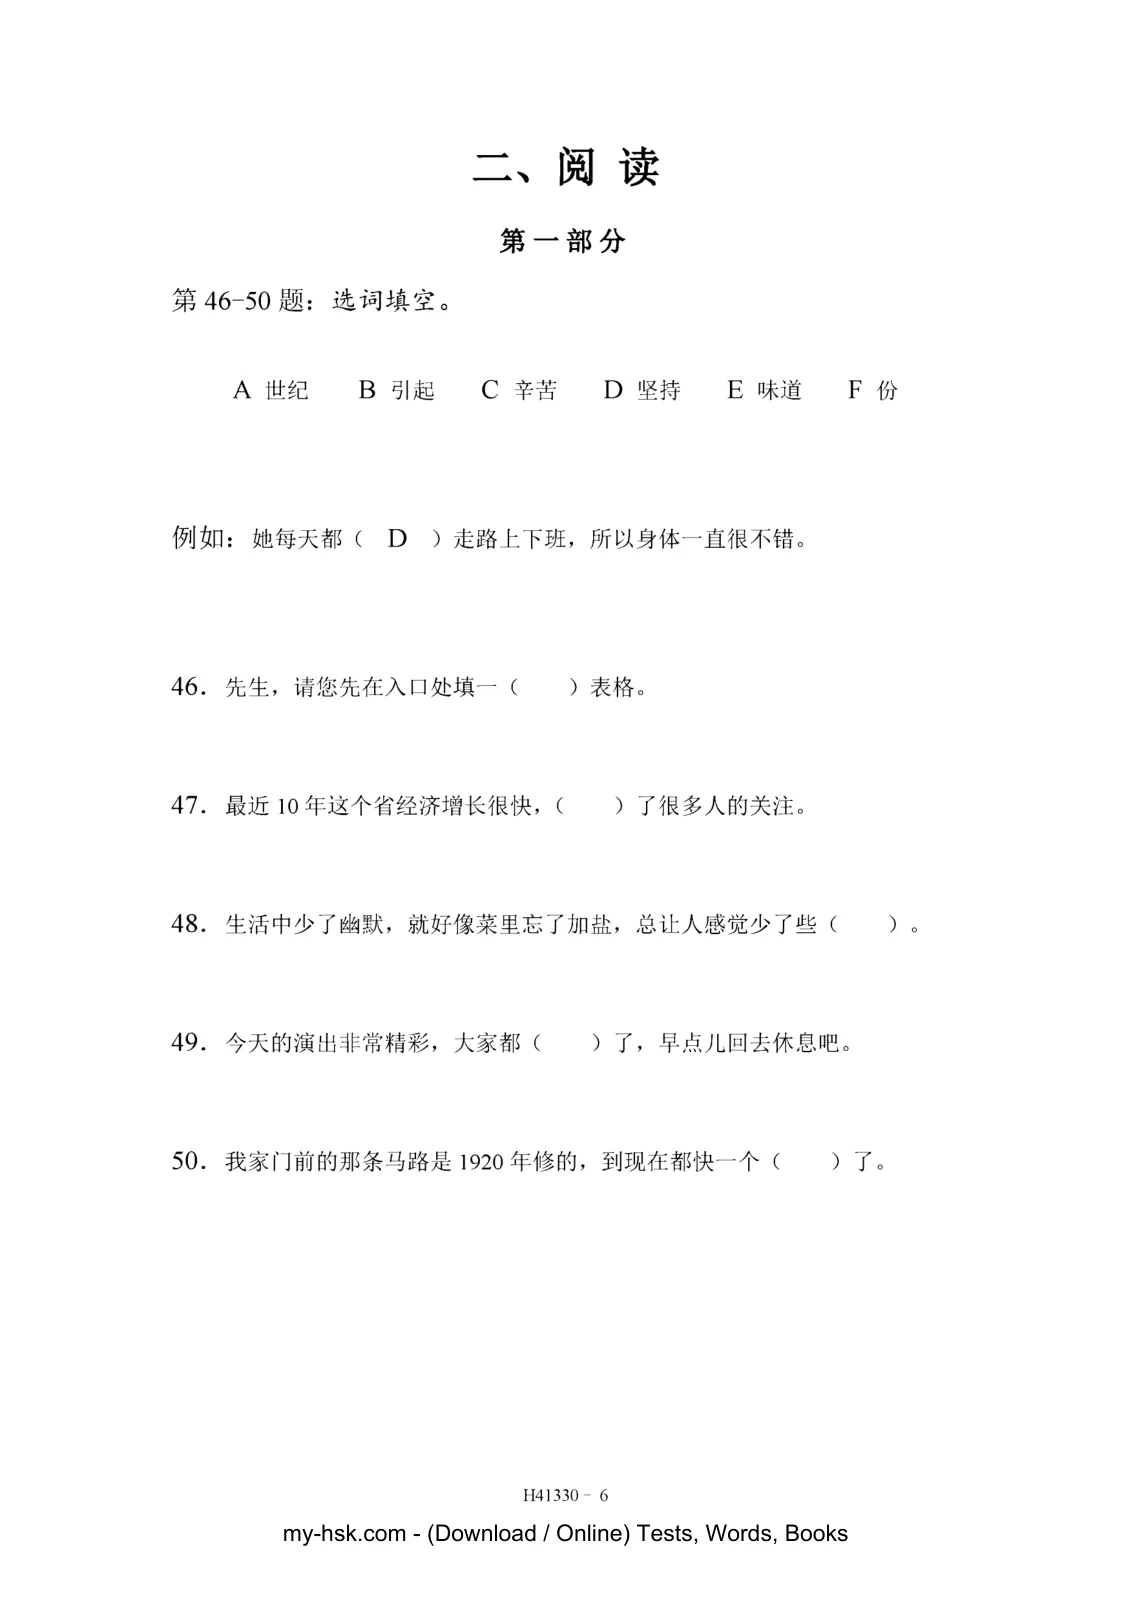 二、阅 读
第一部分
第 46-50 题：选词填空。
A 世纪 B 引起 C 辛苦 D 坚持 E 味道 F 份
例如：她每天都（ D ）走路上下班，所以身体一直很不错。
46．先生，请您先在入口处填一（ ）表格。
47．最近 10 年这个省经济增长很快，（ ）了很多人的关注。
48．生活中少了幽默，就好像菜里忘了加盐，总让人感觉少了些（ ）。
49．今天的演出非常精彩，大家都（ ）了，早点儿回去休息吧。
50．我家门前的那条马路是 1920 年修的，到现在都快一个（ ）了。
H41330 - 6
my-hsk.com - (Download / Online) Tests, Words, Books